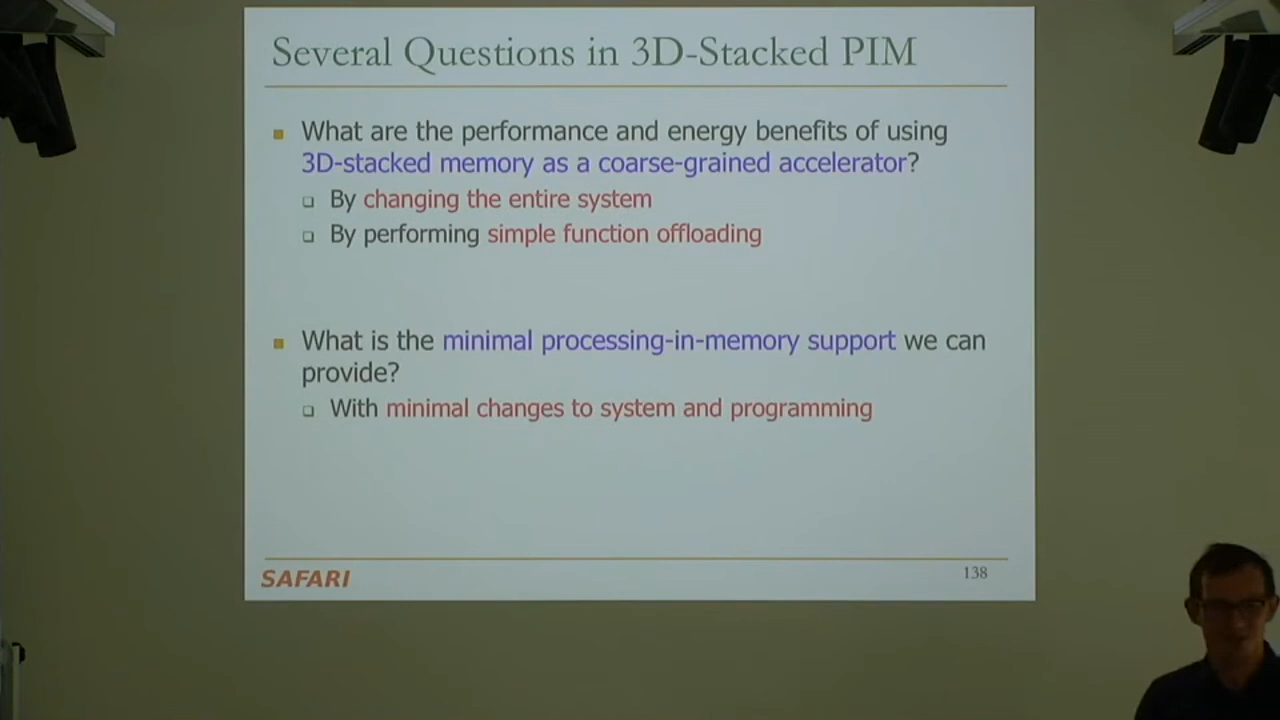 Several Questions in 3D-Stacked PIM
What are the performance and energy benefits of using
3D-stacked memory as a coarse-grained accelerator?
By changing the entire system
By performing simple function offloading
What is the minimal processing-in-memory support we can
provide?
With minimal changes to system and programming
SAFARI
138